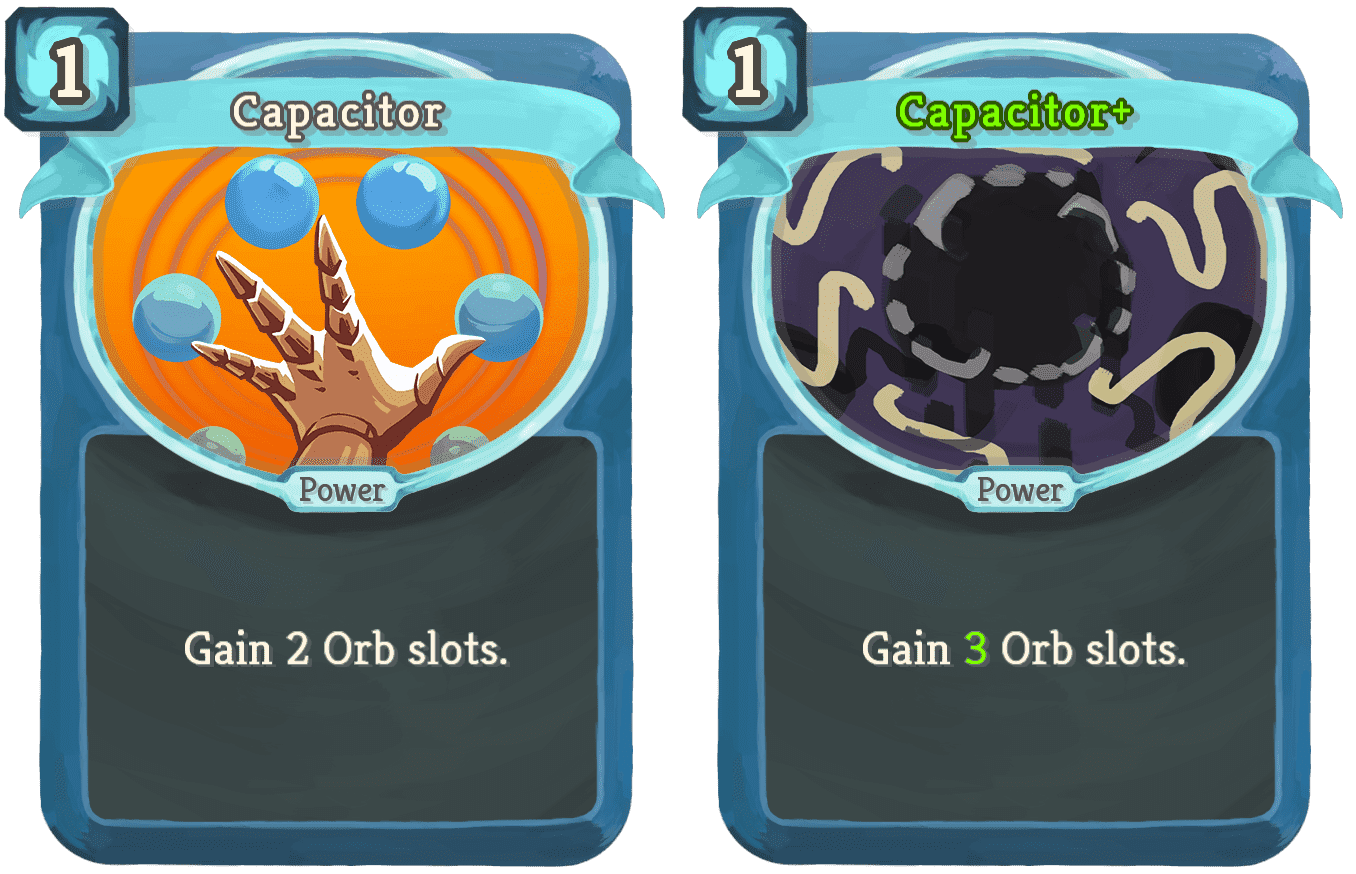 1
Capacitor
Power
Gain 2 Orb slots.
1
Capacitor+
Power
Gain 3 Orb slots.